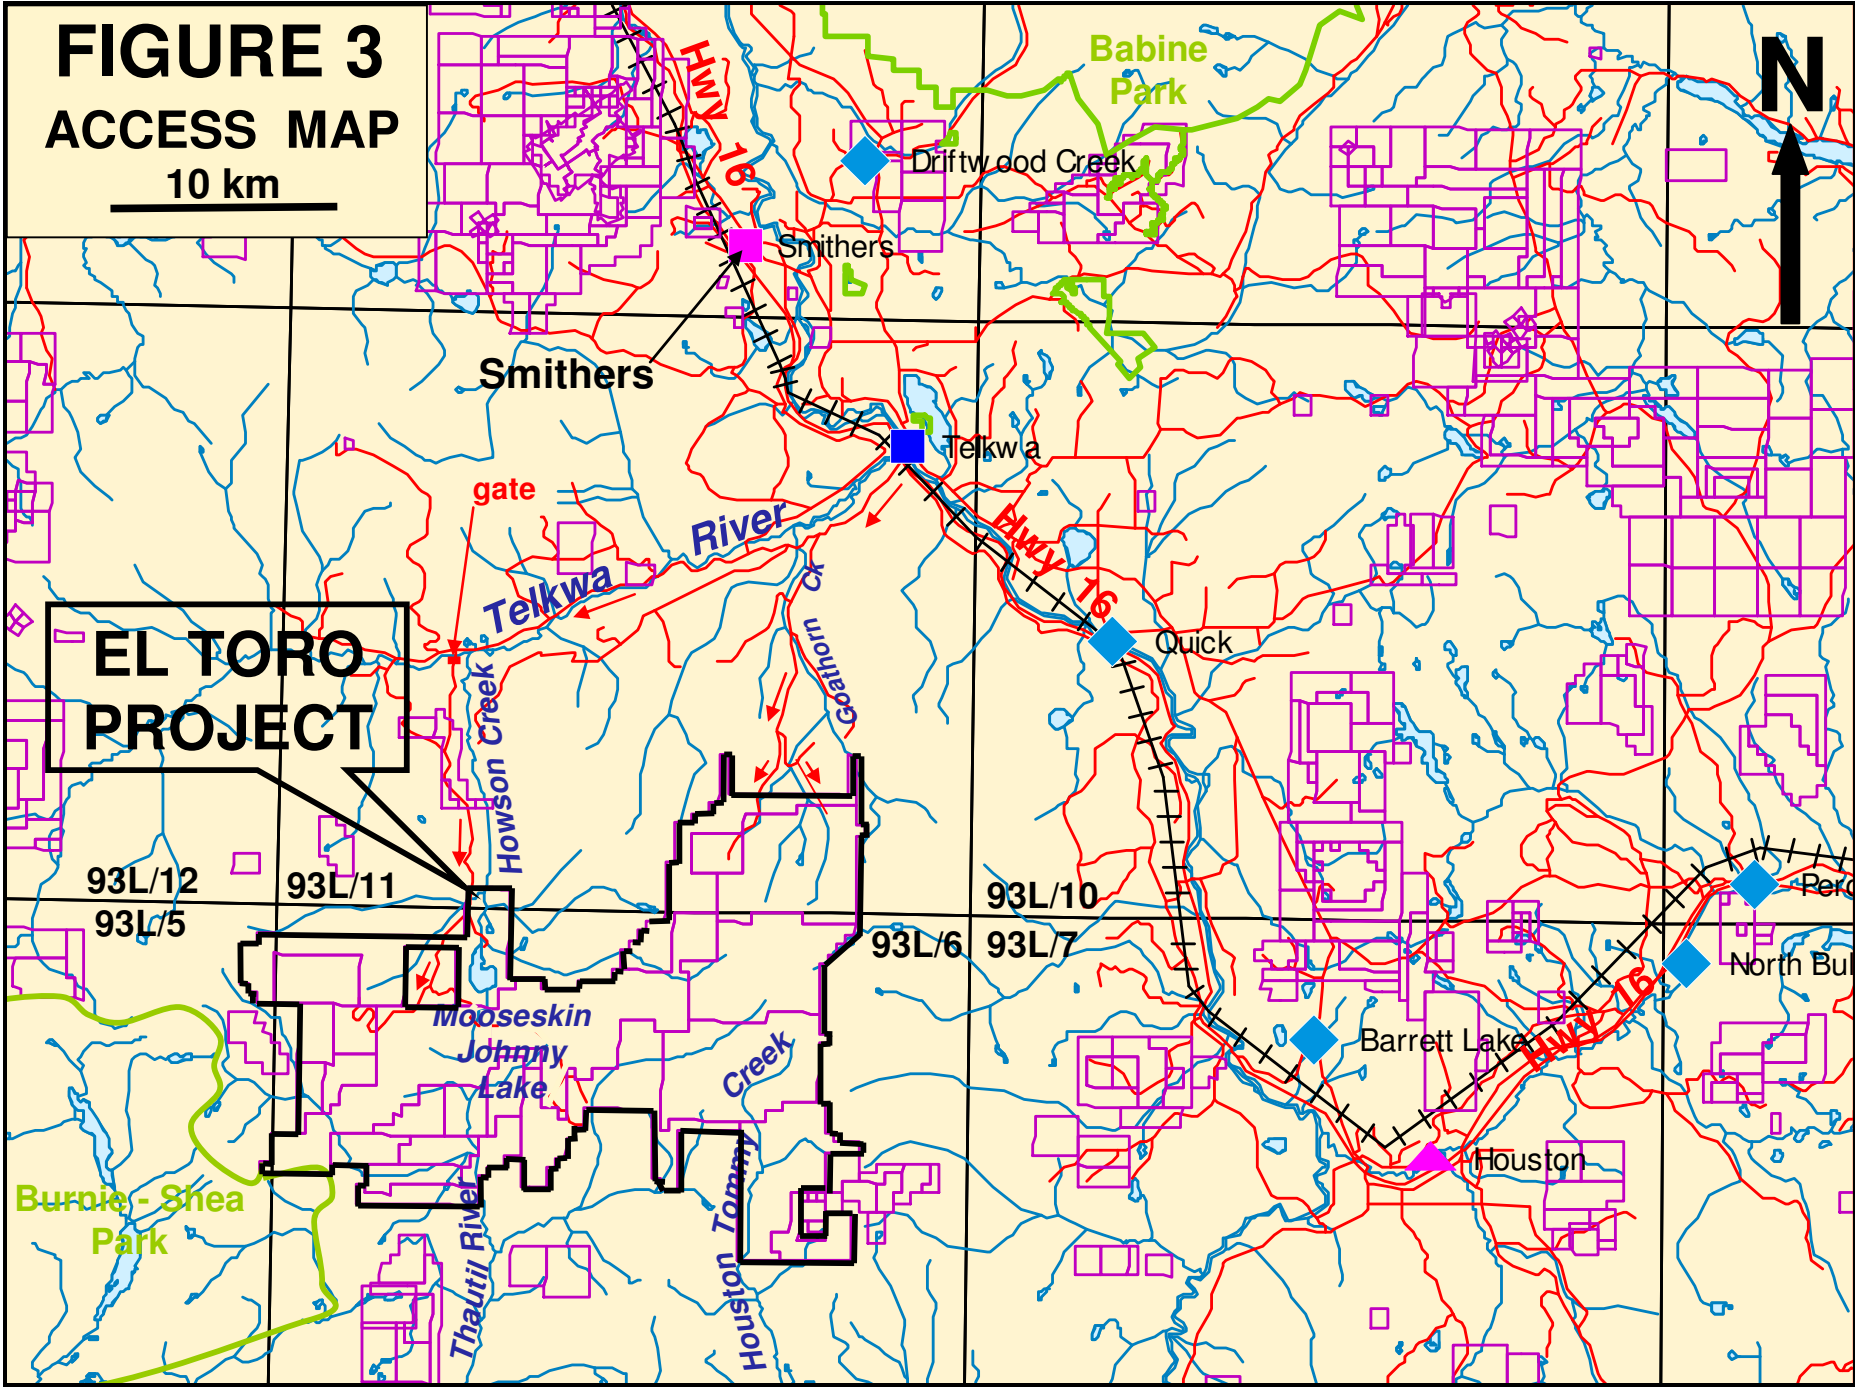 FIGURE 3
ACCESS MAP
10 km
Hwy 16
Babine
Park
N
Driftwood Creek
Smithers
Smithers
Telkwa
gate
River
Telkwa
Hwy 16
Goathorn Ck
Quick
EL TORO
PROJECT
Howson Creek
93L/12
93L/11
93L/10
93L/5
93L/6
93L/7
Perc
North Bul
Hwy 16
Mooseskin
Johnny
Lake
Barrett Lake
Creek
Houston Tommy
Houston
Burnie - Shea
Park
Thautil River